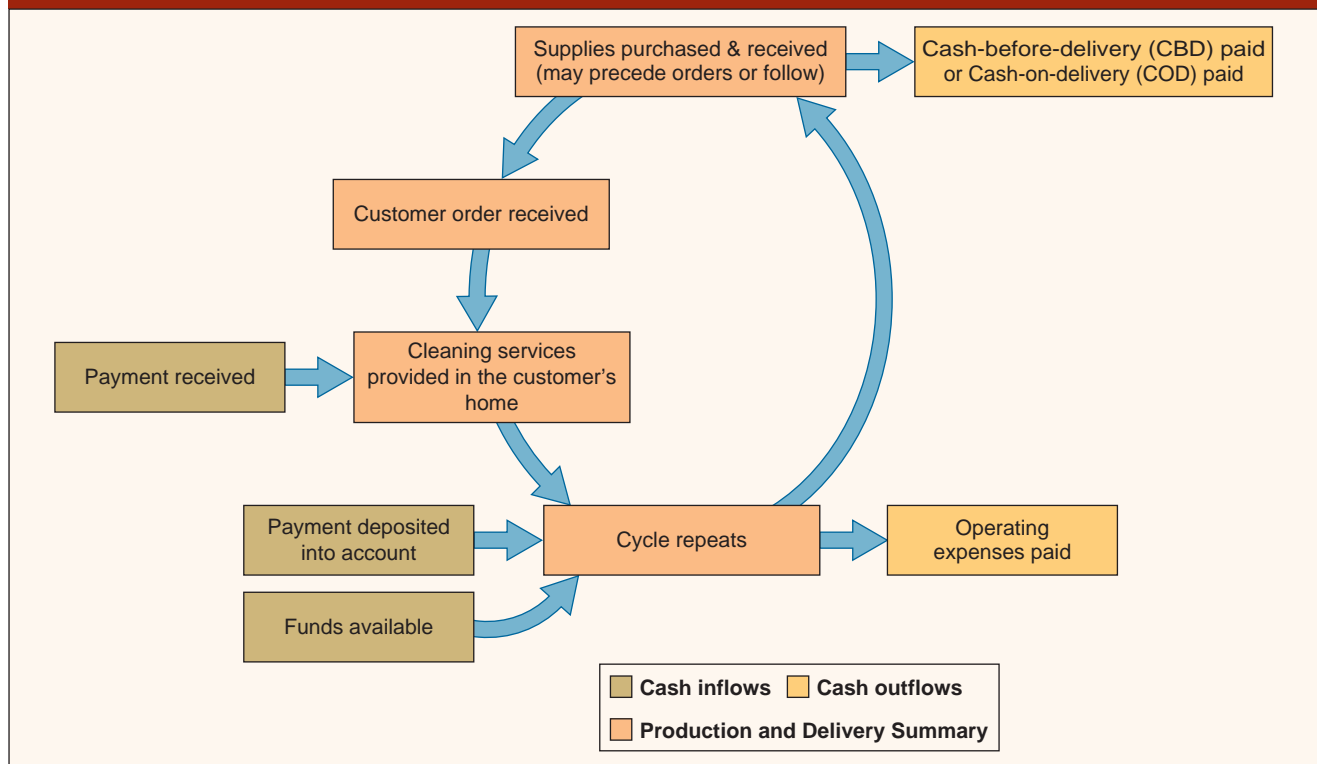 Supplies purchased & received
(may precede orders or follow)
Cash-before-delivery (CBD) paid
or Cash-on-delivery (COD) paid
Customer order received
Payment received
Cleaning services
provided in the customer's
home
Payment deposited
into account
Cycle repeats
Operating
expenses paid
Funds available
Cash inflows
Cash outflows
Production and Delivery Summary